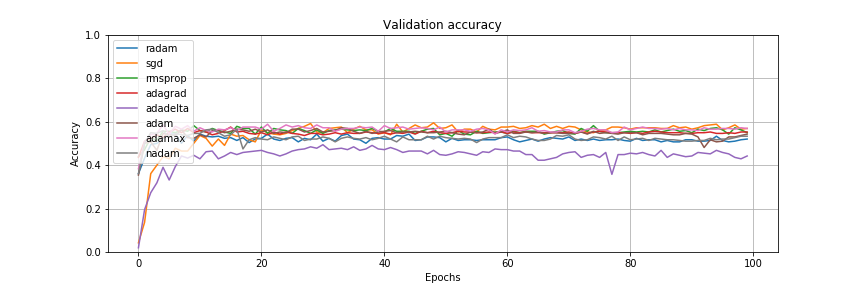 Validation accuracy
1.0
0.8
0.6
0.4
0.2
0.0
Accuracy
radam
sgd
rmsprop
adagrad
adadelta
adam
adamax
nadam
0 20 40 60 80 100
Epochs